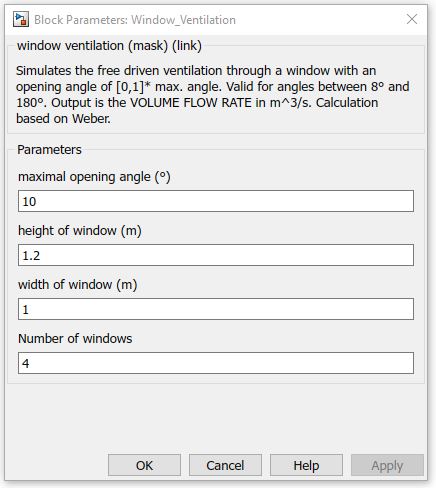 Block Parameters: Window_Ventilation
window ventilation (mask) (link)
Simulates the free driven ventilation through a window with an
opening angle of [0,1]* max. angle. Valid for angles between 8º and
180º. Output is the VOLUME FLOW RATE in m^3/s. Calculation
based on Weber.
Parameters
maximal opening angle (º)
10
height of window (m)
1.2
width of window (m)
1
Number of windows
4
OK Cancel Help Apply